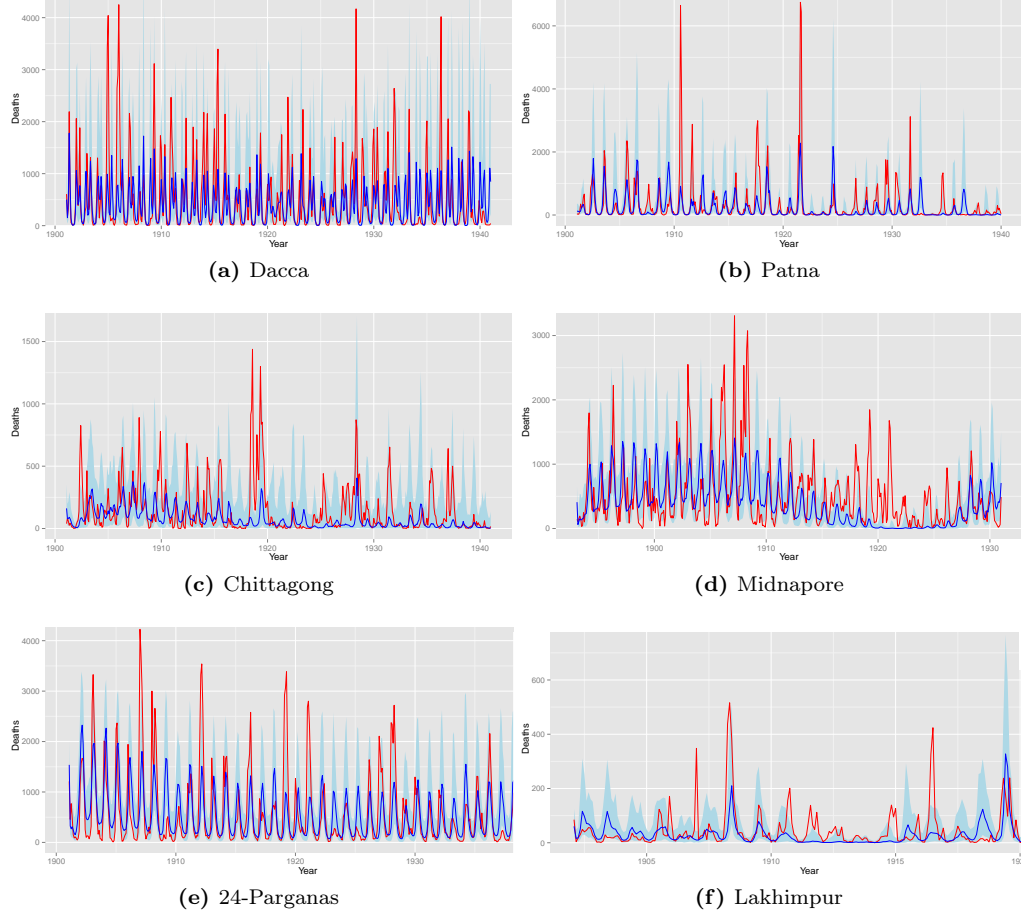 4000
3000
2000
1000
0
Deaths
1900
1910
1920
1930
1940
Year
(a) Dacca
6000
4000
2000
0
Deaths
1900
1910
1920
1930
1940
Year
(b) Patna
1500
1000
500
0
Deaths
1900
1910
1920
1930
1940
Year
(c) Chittagong
3000
2000
1000
0
Deaths
1900
1910
1920
1930
Year
(d) Midnapore
4000
3000
2000
1000
0
Deaths
1900
1910
1920
1930
Year
(e) 24-Parganas
600
400
200
0
Deaths
1905
1910
1915
Year
(f) Lakhimpur